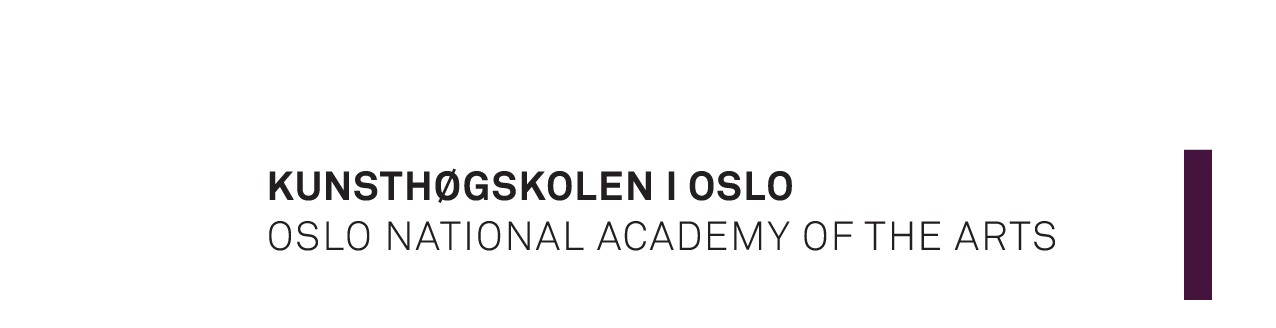 KUNSTHØGSKOLEN I OSLO
OSLO NATIONAL ACADEMY OF THE ARTS